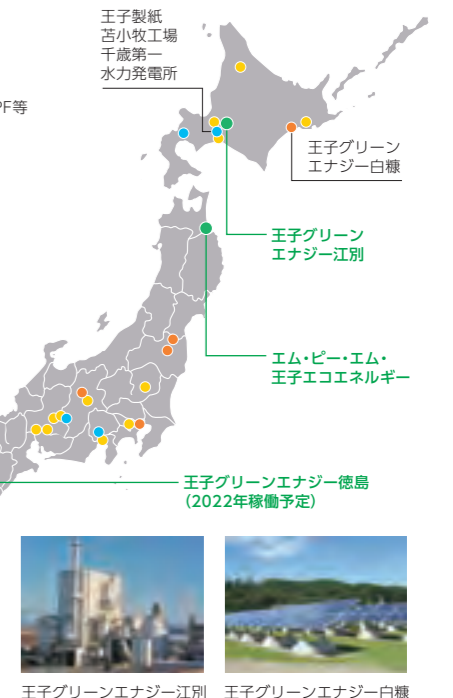 王子製紙
苫小牧工場
千歳第一
水力発電所
PF等
王子グリーン
エナジー白糠
王子グリーン
エナジー江別
エム・ピー・エム・
王子エコエネルギー
王子グリーンエナジー徳島
（2022年稼働予定）
王子グリーンエナジー江別
王子グリーンエナジー白糠